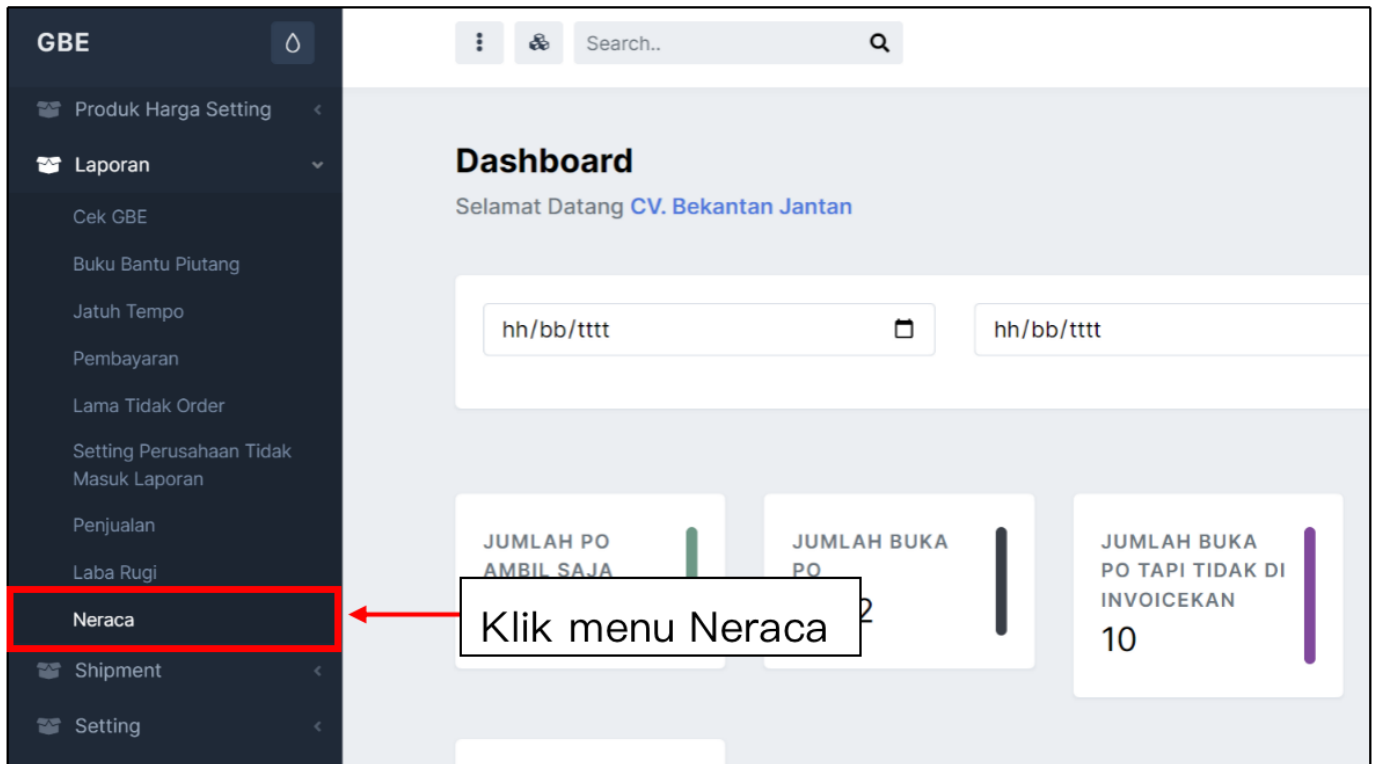 GBE
Search..
Produk Harga Setting
Laporan
Cek GBE
Buku Bantu Piutang
Jatuh Tempo
Pembayaran
Lama Tidak Order
Setting Perusahaan Tidak
Masuk Laporan
Penjualan
Laba Rugi
Neraca
Shipment
Setting
Dashboard
Selamat Datang CV. Bekantan Jantan
hh/bb/tttt
hh/bb/tttt
JUMLAH PO
AMBIL SAJA
JUMLAH BUKA
PO
2
JUMLAH BUKA
PO TAPI TIDAK DI
INVOICEKAN
10
Klik menu Neraca